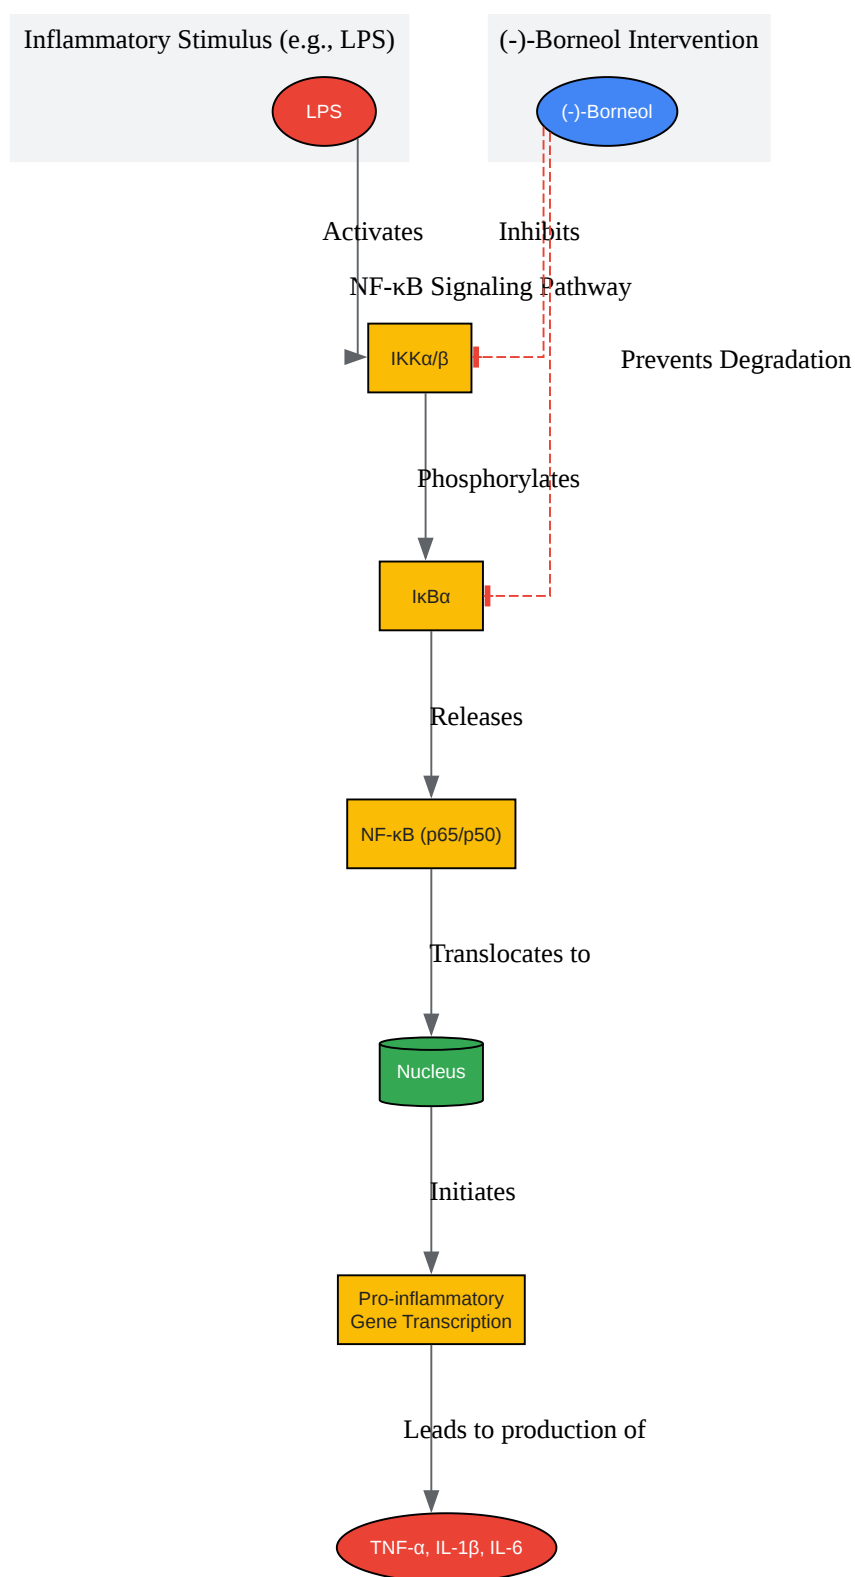 Inflammatory Stimulus (e.g., LPS)
(-)-Borneol Intervention
LPS
(-)-Borneol
Activates
Inhibits
NF-κB Signaling Pathway
IKKα/β
Prevents Degradation
Phosphorylates
IκBα
Releases
NF-κB (p65/p50)
Translocates to
Nucleus
Initiates
Pro-inflammatory
Gene Transcription
Leads to production of
TNF-α, IL-1β, IL-6